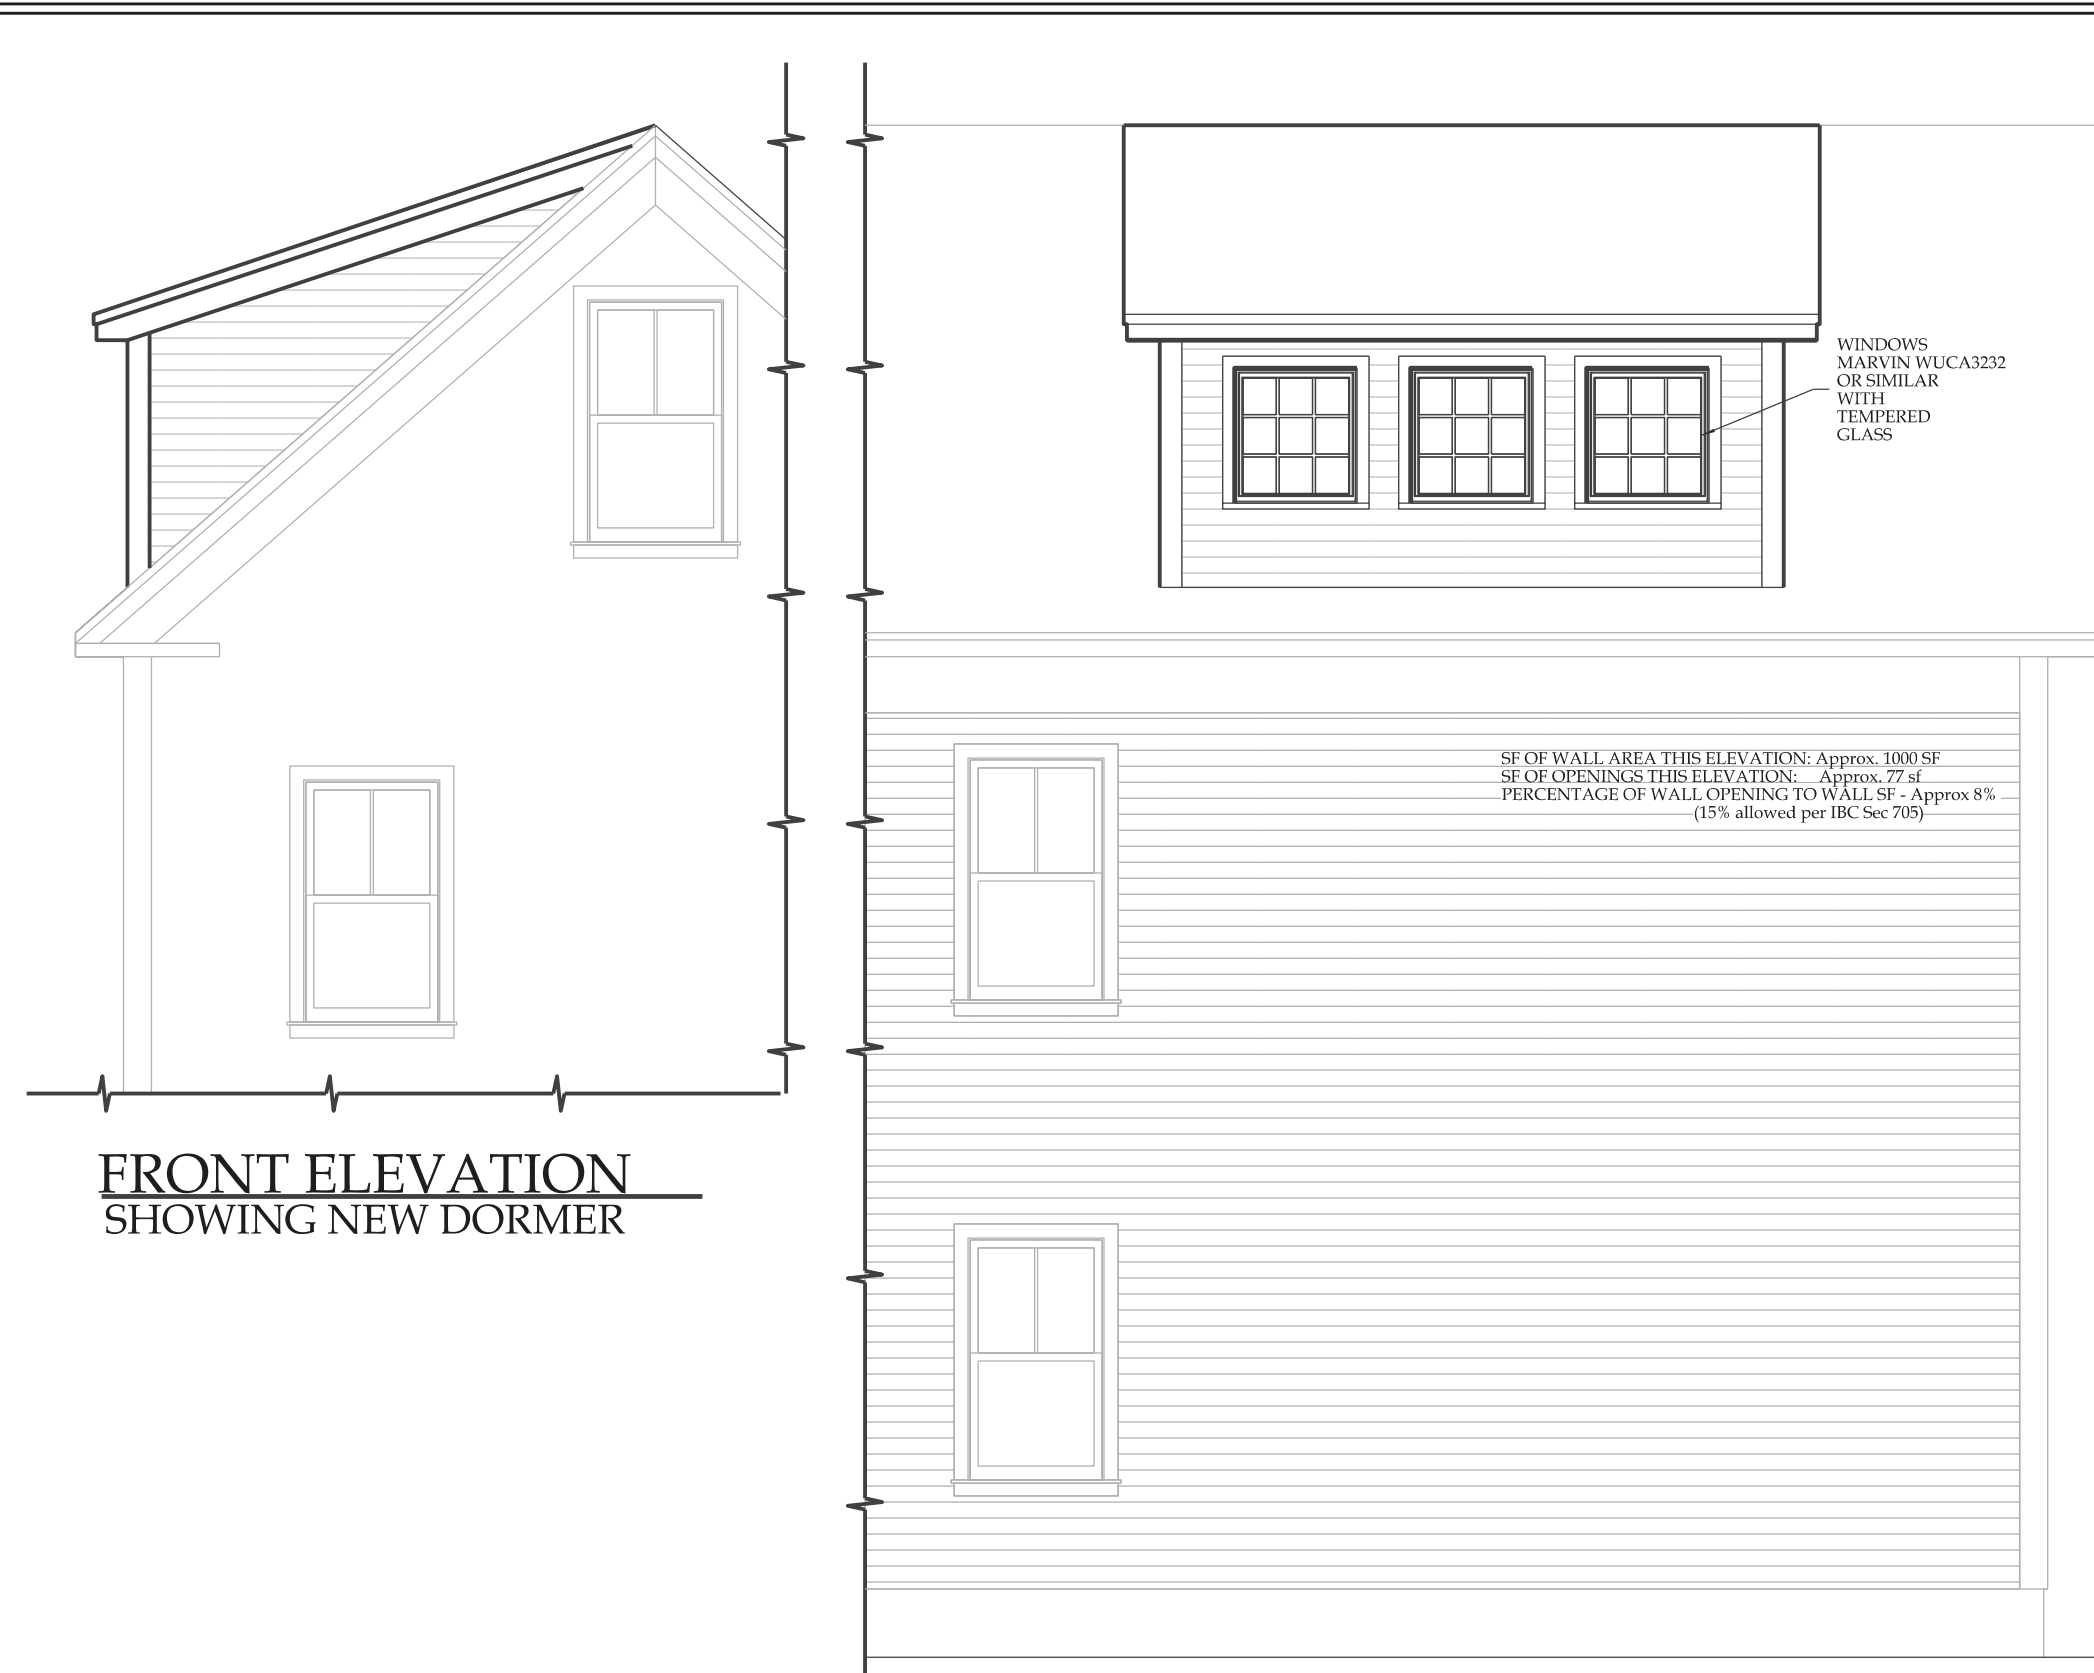 WINDOWS
MARVIN WUCA3232
OR SIMILAR
WITH
TEMPERED
GLASS
SF OF WALL AREA THIS ELEVATION: Approx. 1000 SF
SF OF OPENINGS THIS ELEVATION: Approx. 77 sf
PERCENTAGE OF WALL OPENING TO WALL SF - Approx 8%
(15% allowed per IBC Sec 705)
FRONT ELEVATION
SHOWING NEW DORMER